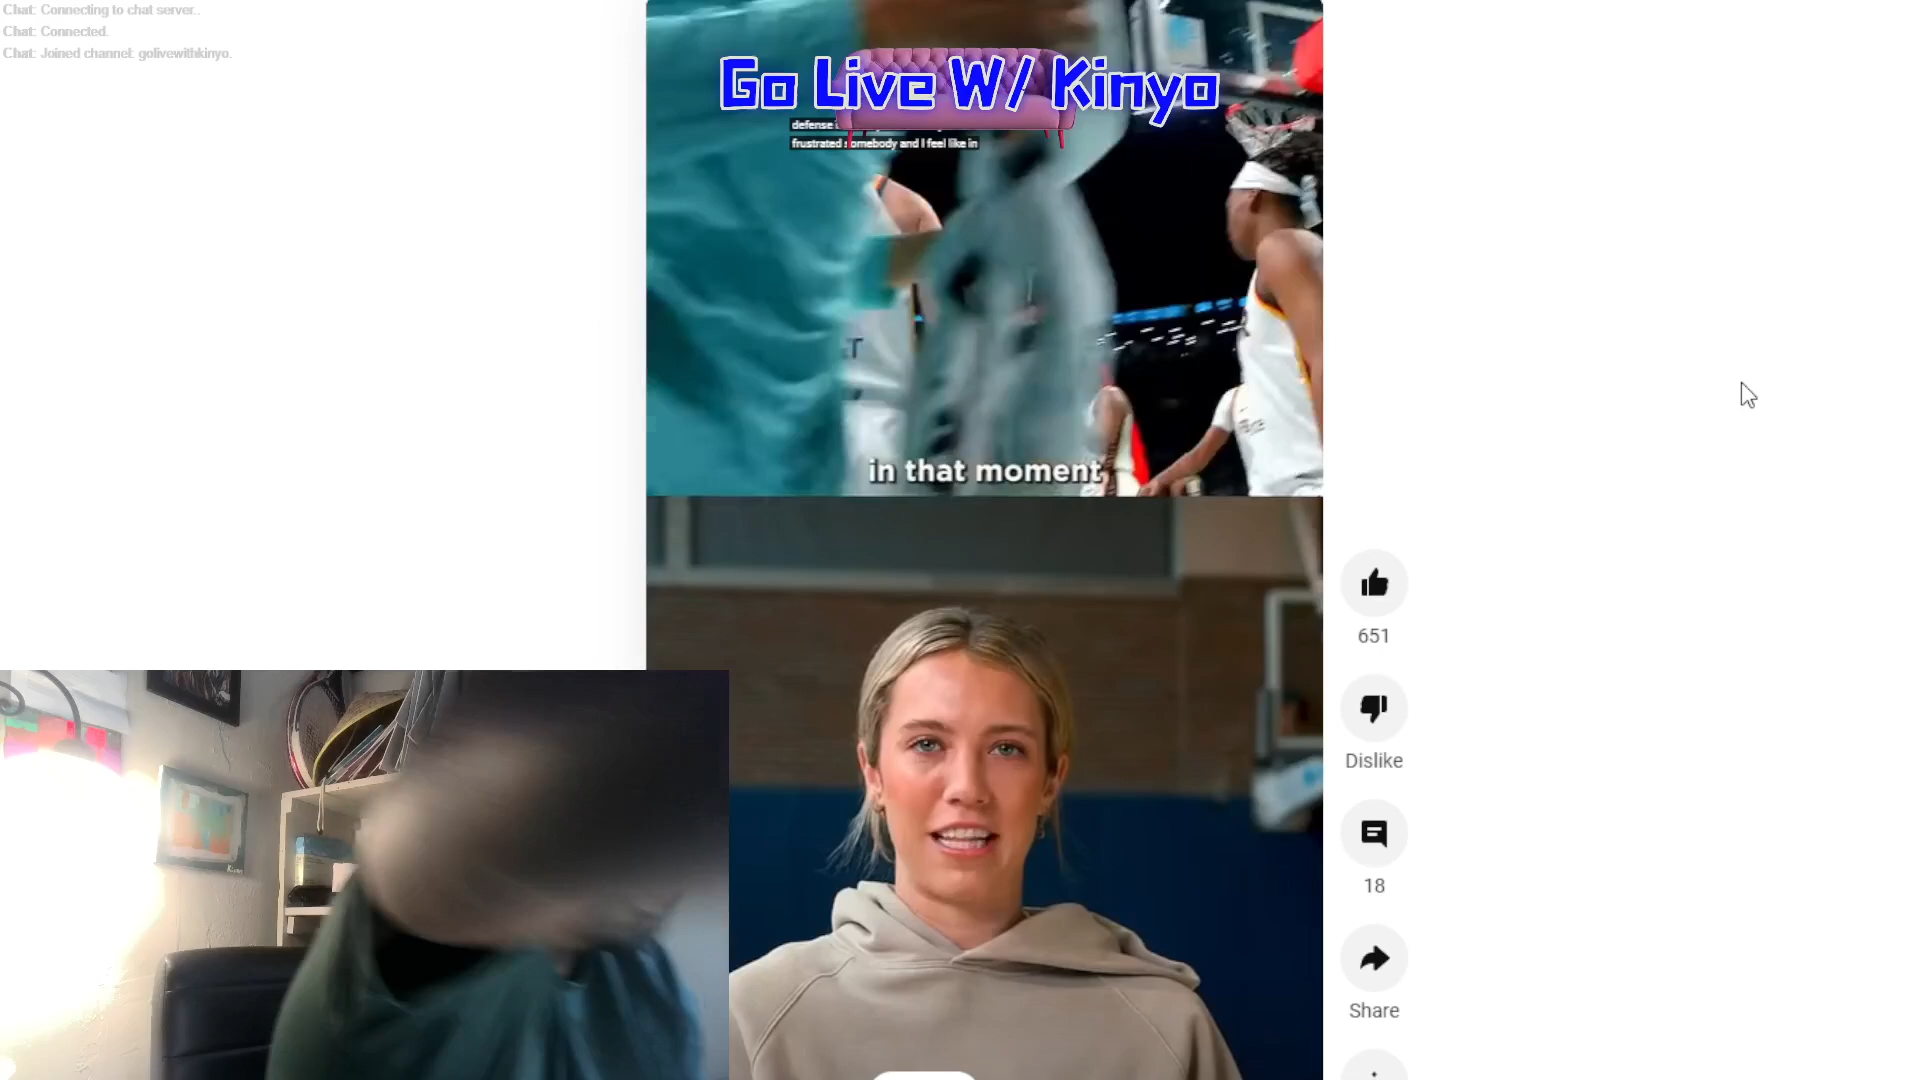 Chat: Connecting to chat server..
Chat: Connected.
Chat: Joined channel: golivewithkinyo.
Go Live W/ Kinyo
defense
frustrated somebody and I feel like in
in that moment
651
Dislike
18
Share